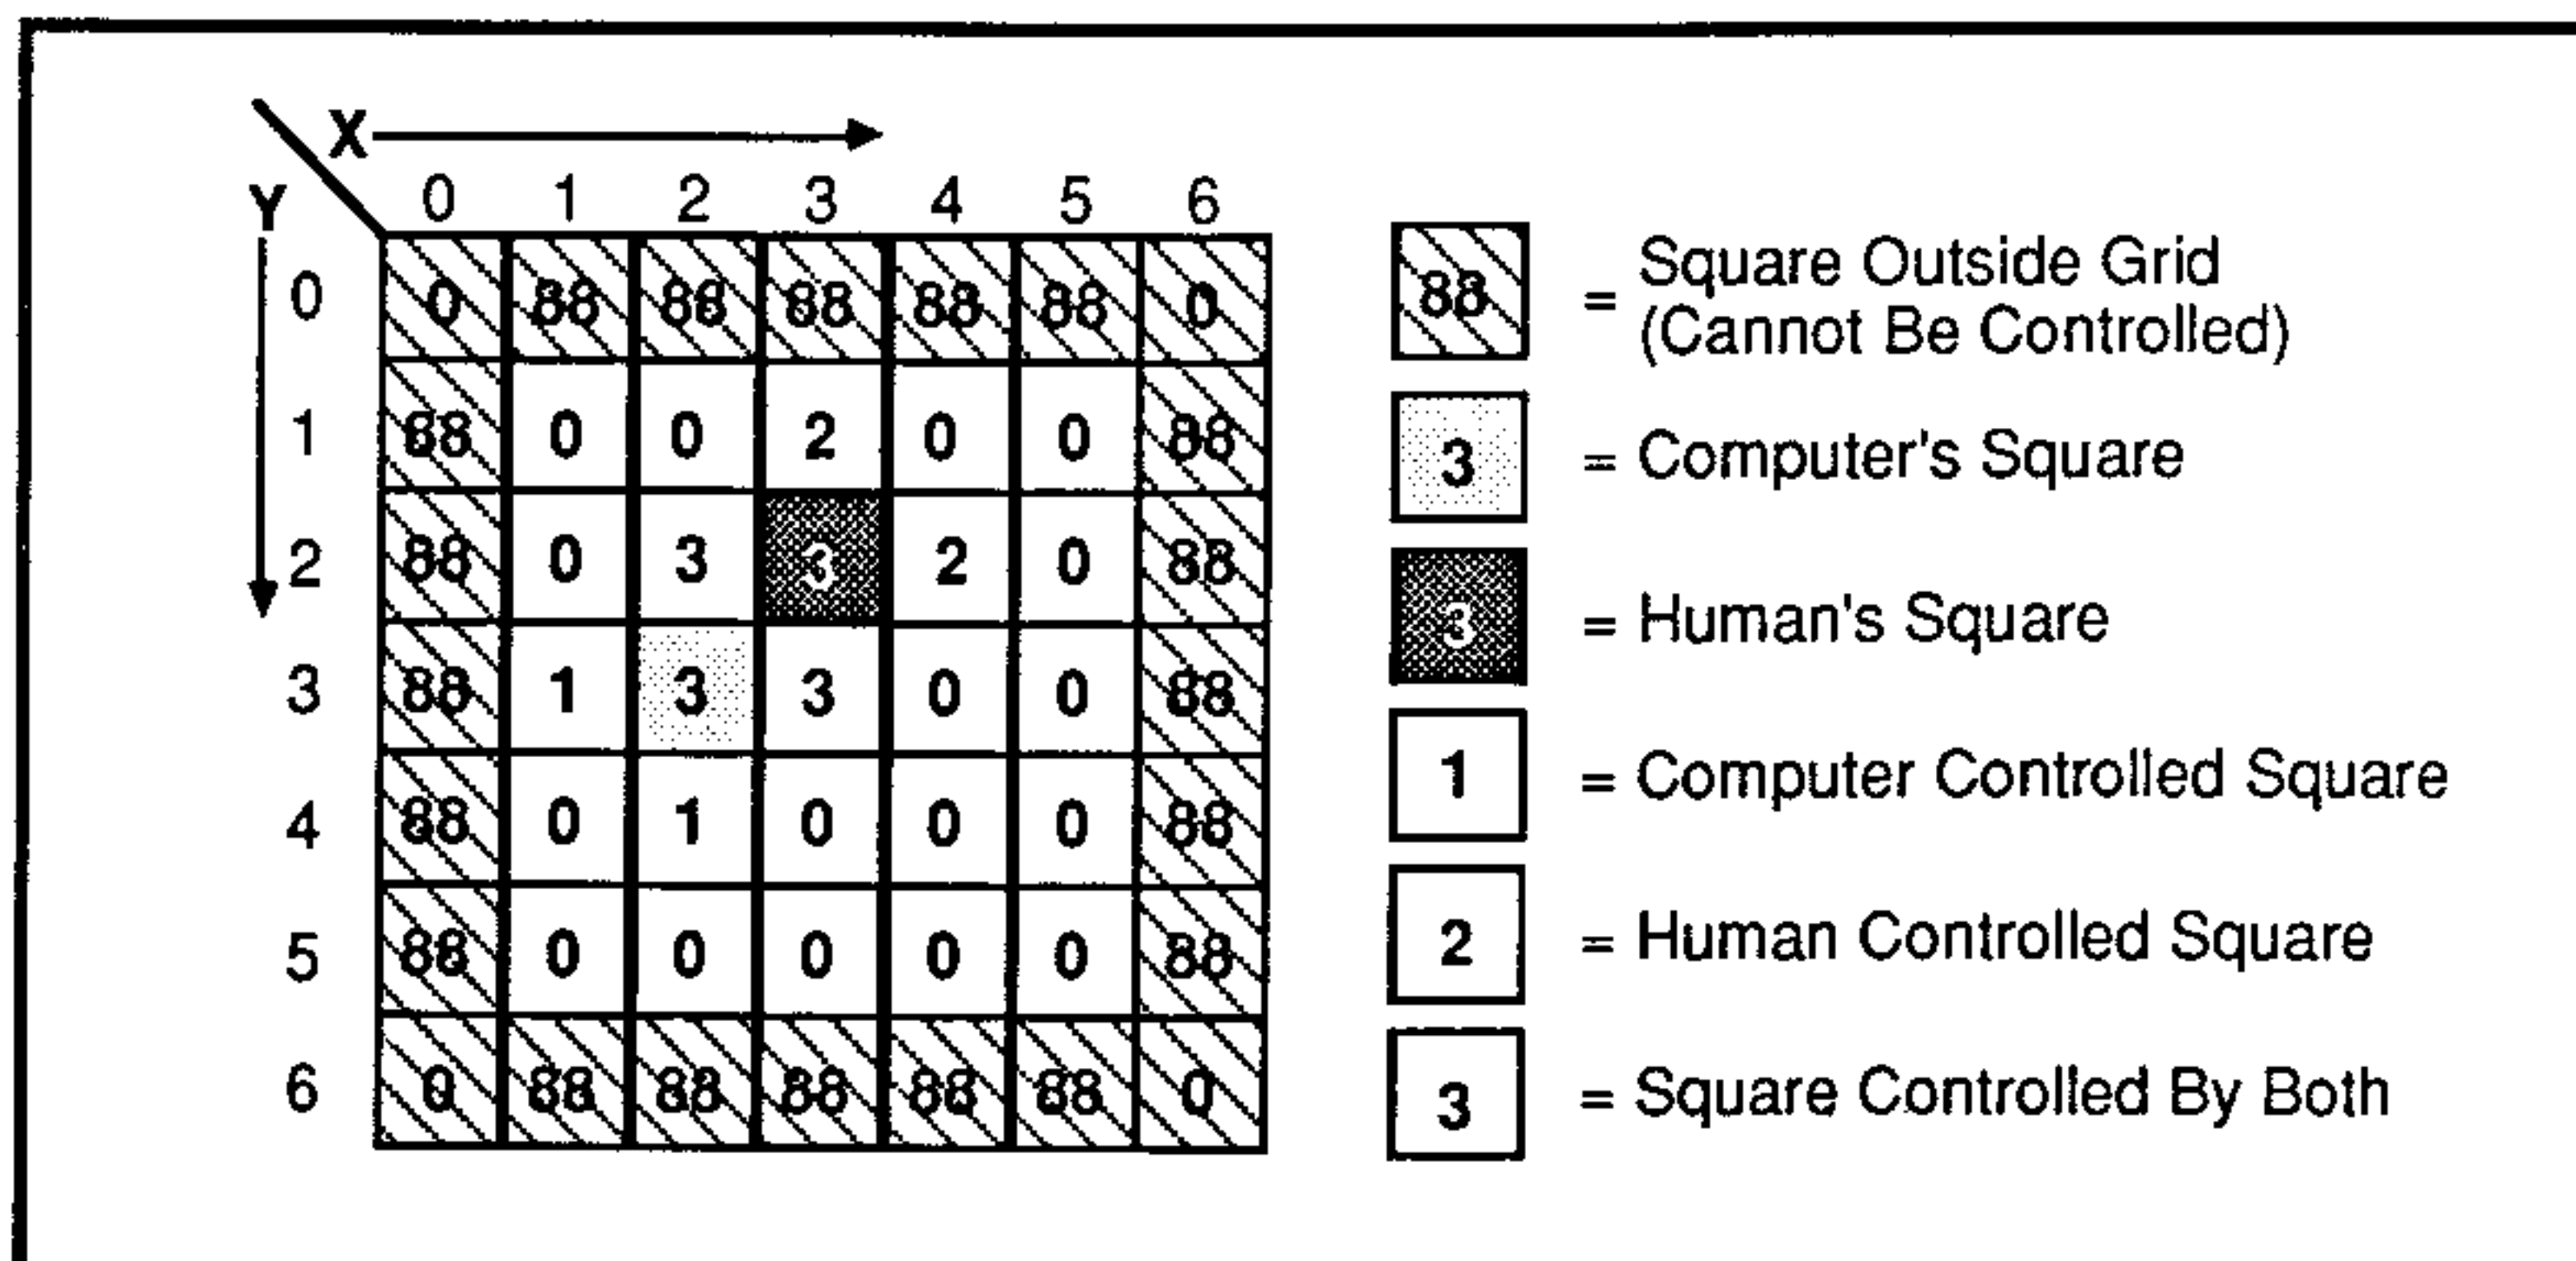 X
Y
0 1 2 3 4 5 6
0 0 88 88 88 88 88 0
1 88 0 0 2 0 0 88
2 88 0 3 3 2 0 88
3 88 1 3 3 0 0 88
4 88 0 1 0 0 0 88
5 88 0 0 0 0 0 88
6 0 88 88 88 88 88 0
88 = Square Outside Grid
(Cannot Be Controlled)
3 = Computer's Square
3 = Human's Square
1 = Computer Controlled Square
2 = Human Controlled Square
3 = Square Controlled By Both